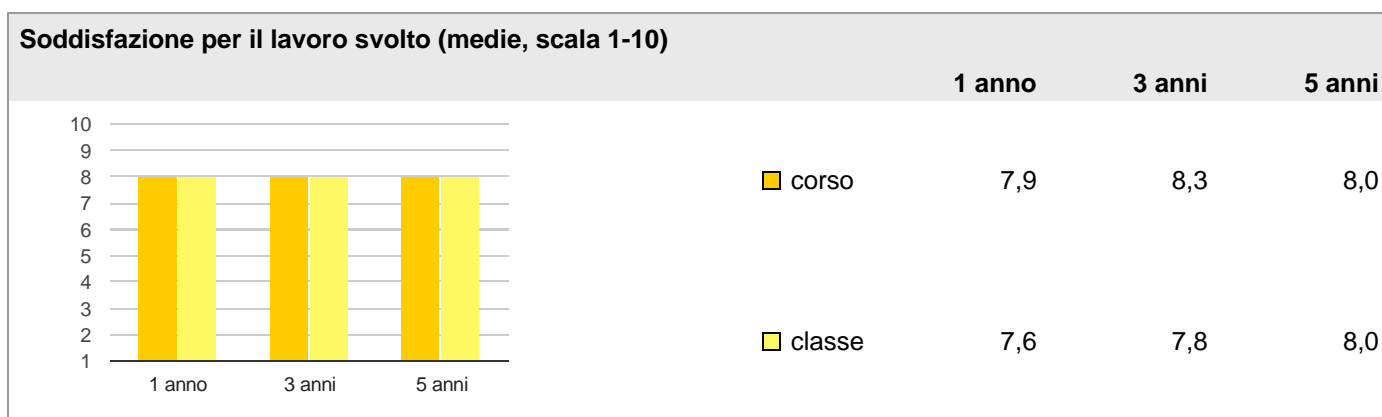 Soddisfazione per il lavoro svolto (medie, scala 1-10)
1 anno 3 anni 5 anni
10
9
8
7
6
5
4
3
2
1
1 anno 3 anni 5 anni
corso 7,9 8,3 8,0
classe 7,6 7,8 8,0